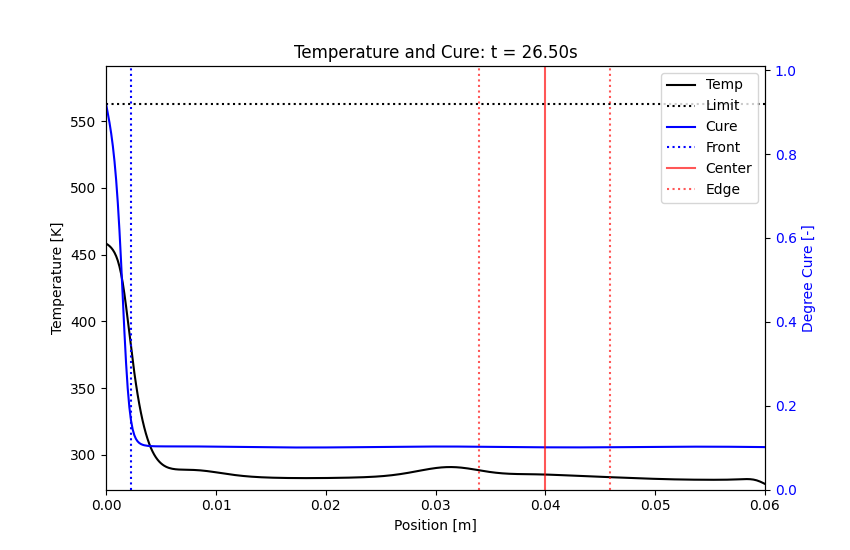 Temperature and Cure: t = 26.50s
Temperature [K]
550
500
450
400
350
300
1.0
0.8
0.6
0.4
0.2
0.0
Degree Cure [-]
Temp
Limit
Cure
Front
Center
Edge
0.00 0.01 0.02 0.03 0.04 0.05 0.06
Position [m]